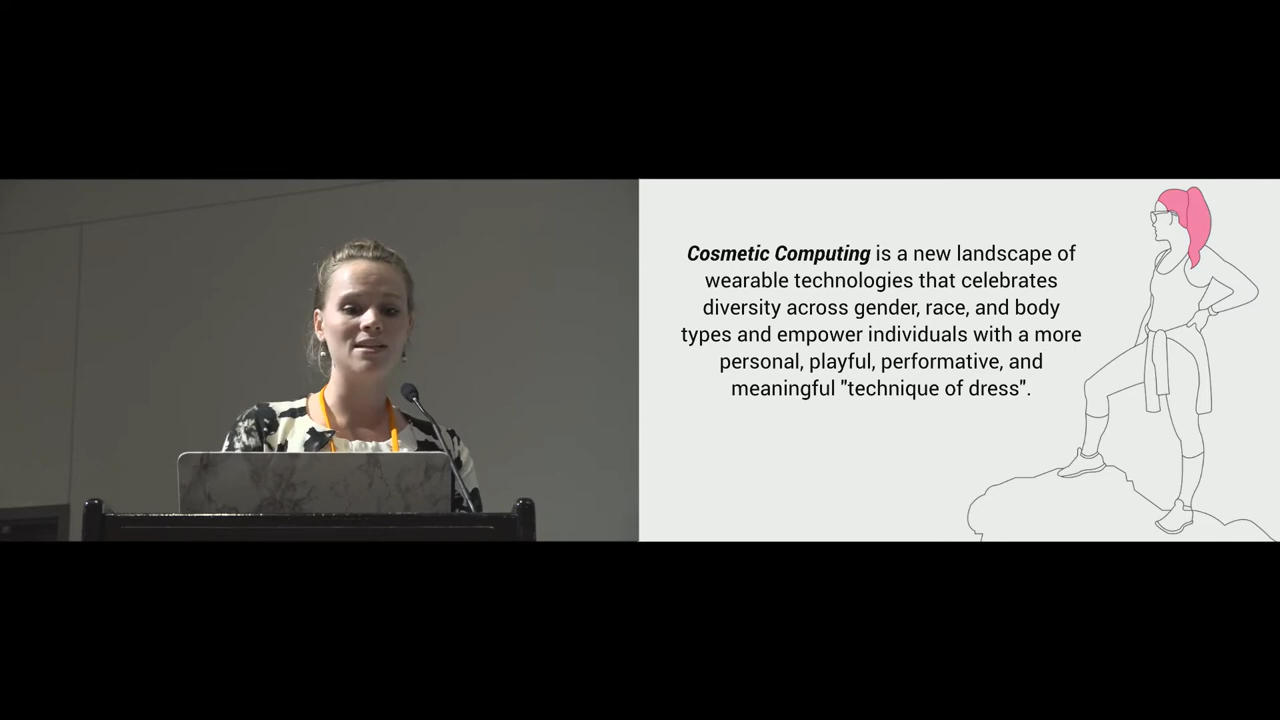 Cosmetic Computing is a new landscape of
wearable technologies that celebrates
diversity across gender, race, and body
types and empower individuals with a more
personal, playful, performative, and
meaningful "technique of dress".